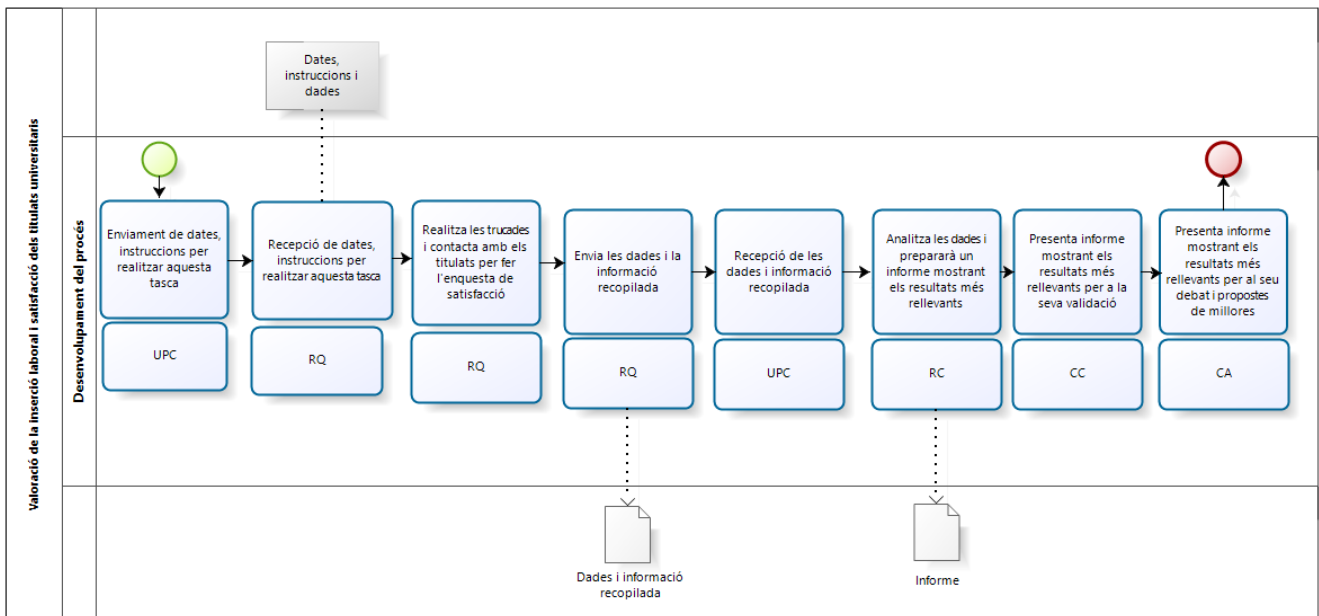 Valoració de la inserció laboral i satisfacció dels titulats universitaris
Desenvolupament del procés
Dates,
instruccions i
dades
Enviament de dates,
instruccions per
realitzar aquesta
tasca
UPC
Recepció de dates,
instruccions per
realitzar aquesta tasca
RQ
Realitza les trucades
i contacta amb els
titulats per fer
l'enquesta de
satisfacció
RQ
Envia les dades i la
informació
recopilada
RQ
Recepció de les
dades i informació
recopilada
UPC
Analitza les dades i
prepararà un
informe mostrant
els resultats més
rellevants
RC
Presenta informe
mostrant els
resultats més
rellevants per a la
seva validació
CC
Presenta informe
mostrant els
resultats més
rellevants per al seu
debat i propostes
de millores
CA
Dades i informació
recopilada
Informe